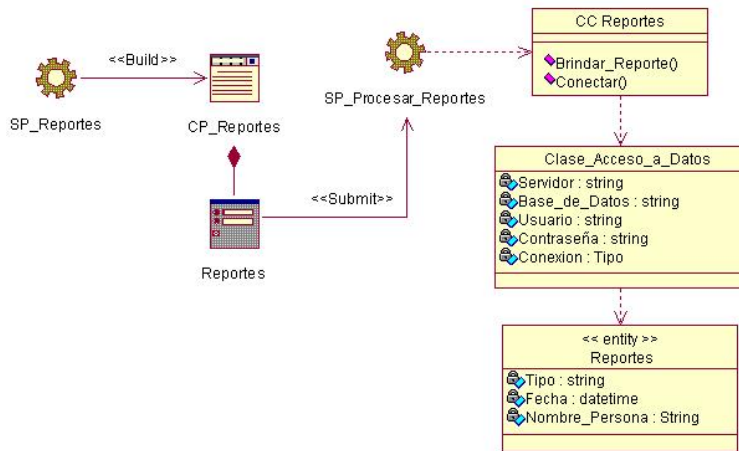 CC Reportes
<<Build>>
Brindar_Reporte()
Conectar()
SP_Reportes
CP_Reportes
SP_Procesar_Reportes
Clase_Acceso_a_Datos
Servidor : string
Base_de_Datos : string
Usuario : string
Contraseña : string
Conexion : Tipo
<<Submit>>
Reportes
<< entity >>
Reportes
Tipo : string
Fecha : datetime
Nombre_Persona : String